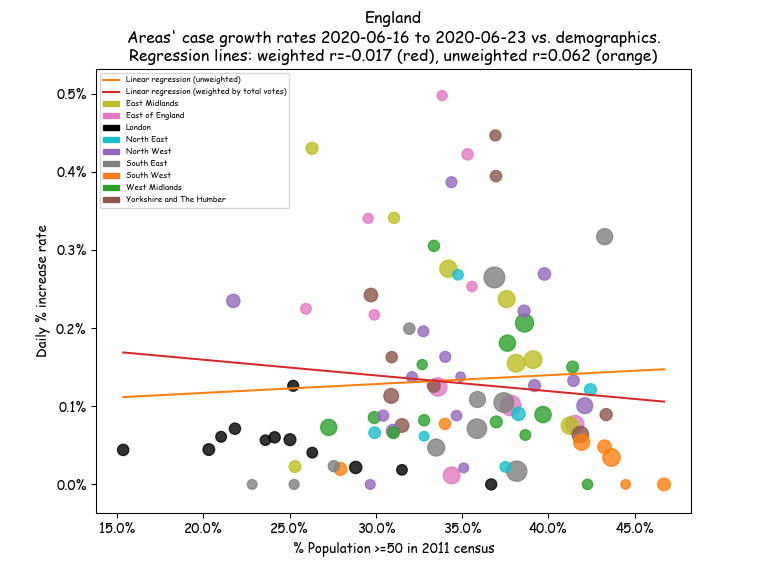 England
Areas' case growth rates 2020-06-16 to 2020-06-23 vs. demographics.
Regression lines: weighted r=-0.017 (red), unweighted r=0.062 (orange)
Linear regression (unweighted)
Linear regression (weighted by total votes)
East Midlands
East of England
London
North East
North West
South East
South West
West Midlands
Yorkshire and The Humber
Daily % increase rate
0.5%
0.4%
0.3%
0.2%
0.1%
0.0%
15.0% 20.0% 25.0% 30.0% 35.0% 40.0% 45.0%
% Population >=50 in 2011 census